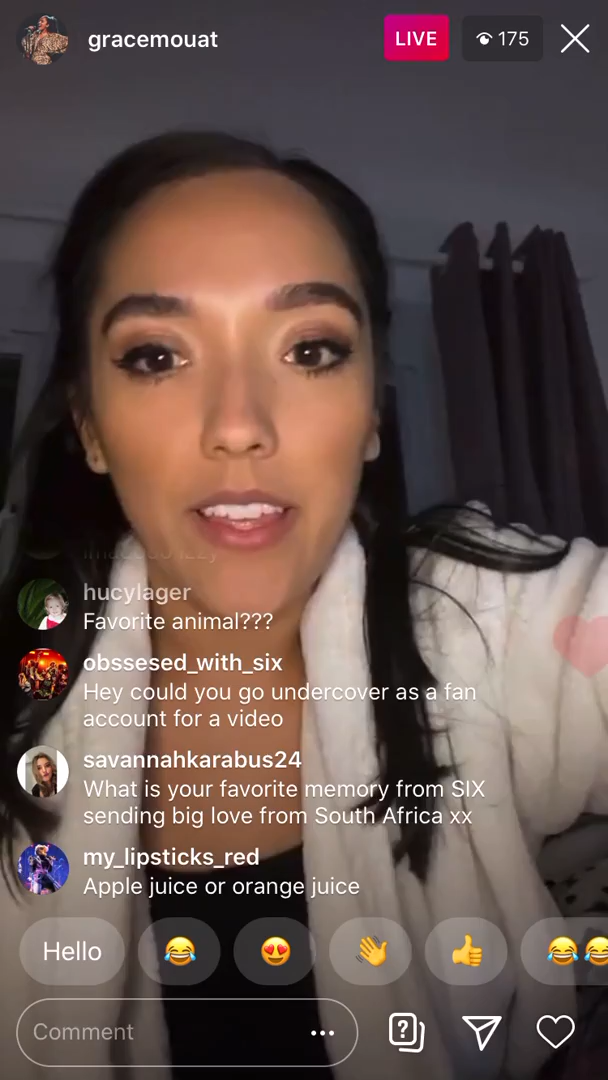 gracemouat
LIVE
175
hucylager
Favorite animal???
obssesed_with_six
Hey could you go undercover as a fan
account for a video
savannahkarabus24
What is your favorite memory from SIX
sending big love from South Africa xx
my_lipsticks_red
Apple juice or orange juice
Hello
Comment